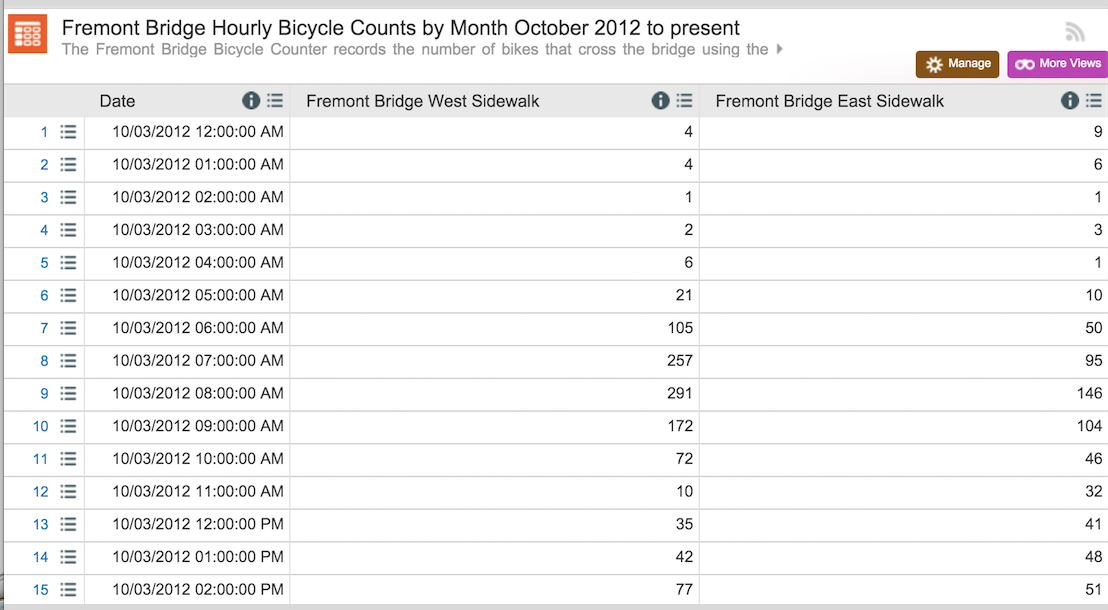 Fremont Bridge Hourly Bicycle Counts by Month October 2012 to present
The Fremont Bridge Bicycle Counter records the number of bikes that cross the bridge using the
Manage More Views
Date Fremont Bridge West Sidewalk Fremont Bridge East Sidewalk
1 10/03/2012 12:00:00 AM 4 9
2 10/03/2012 01:00:00 AM 4 6
3 10/03/2012 02:00:00 AM 1 1
4 10/03/2012 03:00:00 AM 2 3
5 10/03/2012 04:00:00 AM 6 1
6 10/03/2012 05:00:00 AM 21 10
7 10/03/2012 06:00:00 AM 105 50
8 10/03/2012 07:00:00 AM 257 95
9 10/03/2012 08:00:00 AM 291 146
10 10/03/2012 09:00:00 AM 172 104
11 10/03/2012 10:00:00 AM 72 46
12 10/03/2012 11:00:00 AM 10 32
13 10/03/2012 12:00:00 PM 35 41
14 10/03/2012 01:00:00 PM 42 48
15 10/03/2012 02:00:00 PM 77 51